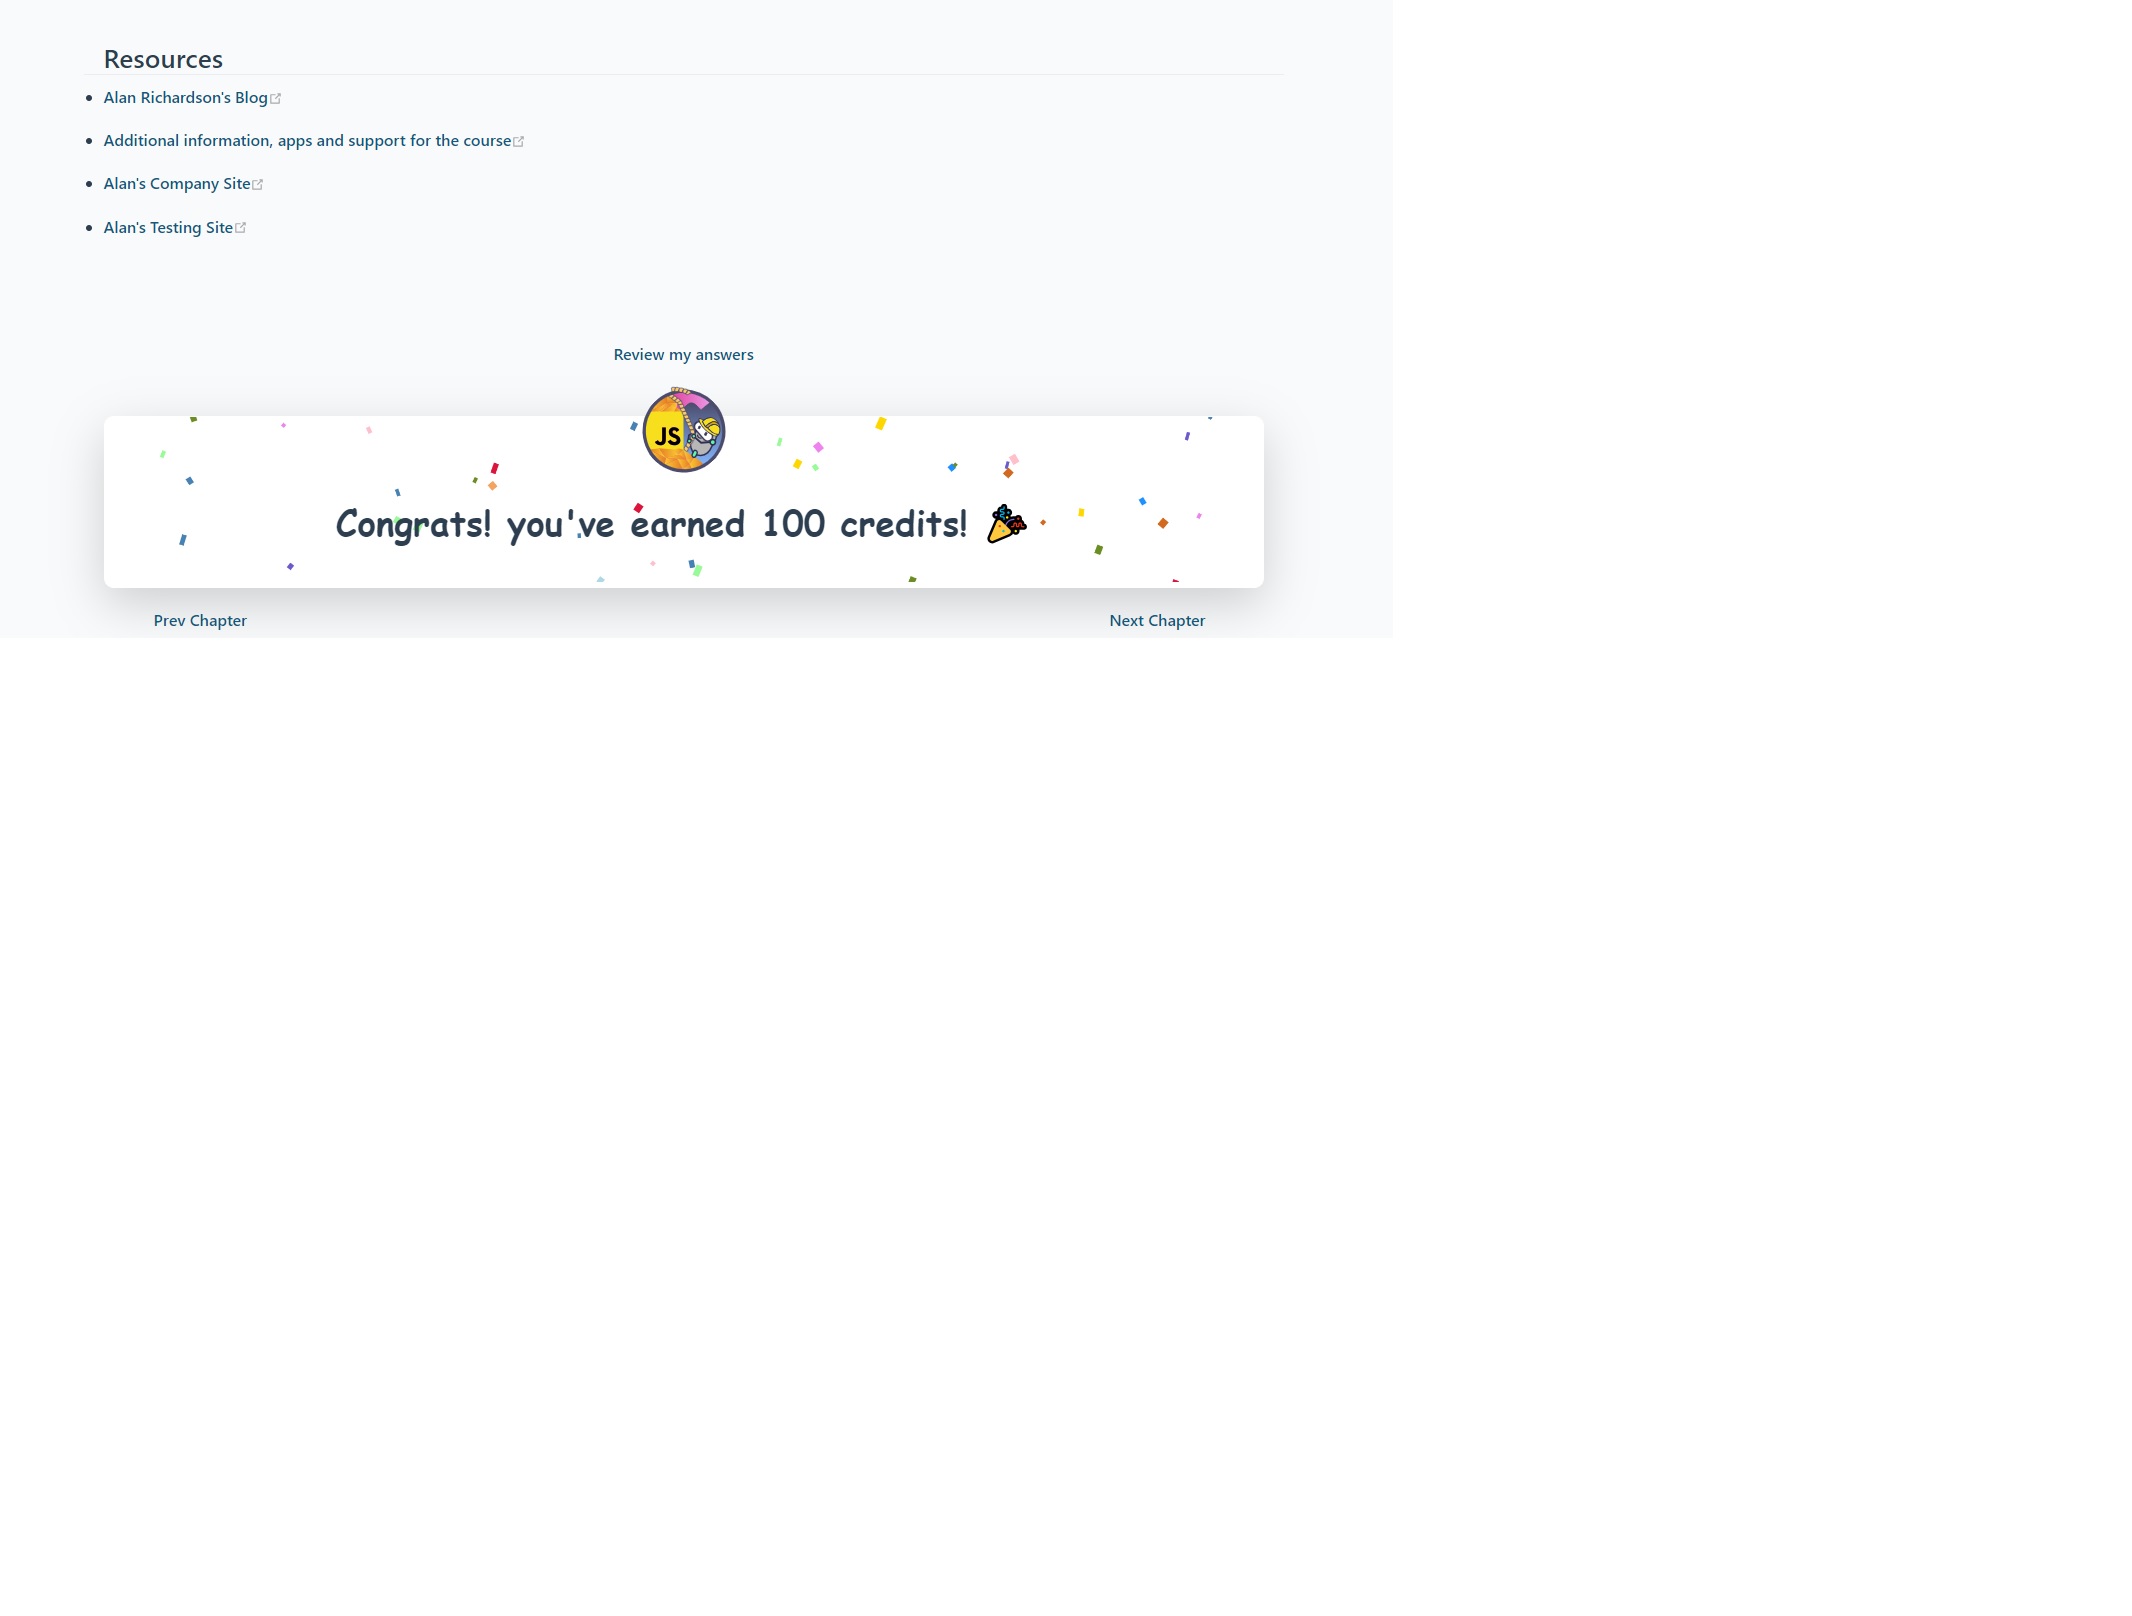 Resources
Alan Richardson's Blog
Additional information, apps and support for the course
Alan's Company Site
Alan's Testing Site
Review my answers
JS
Congrats! you've earned 100 credits! 🎉
Prev Chapter
Next Chapter